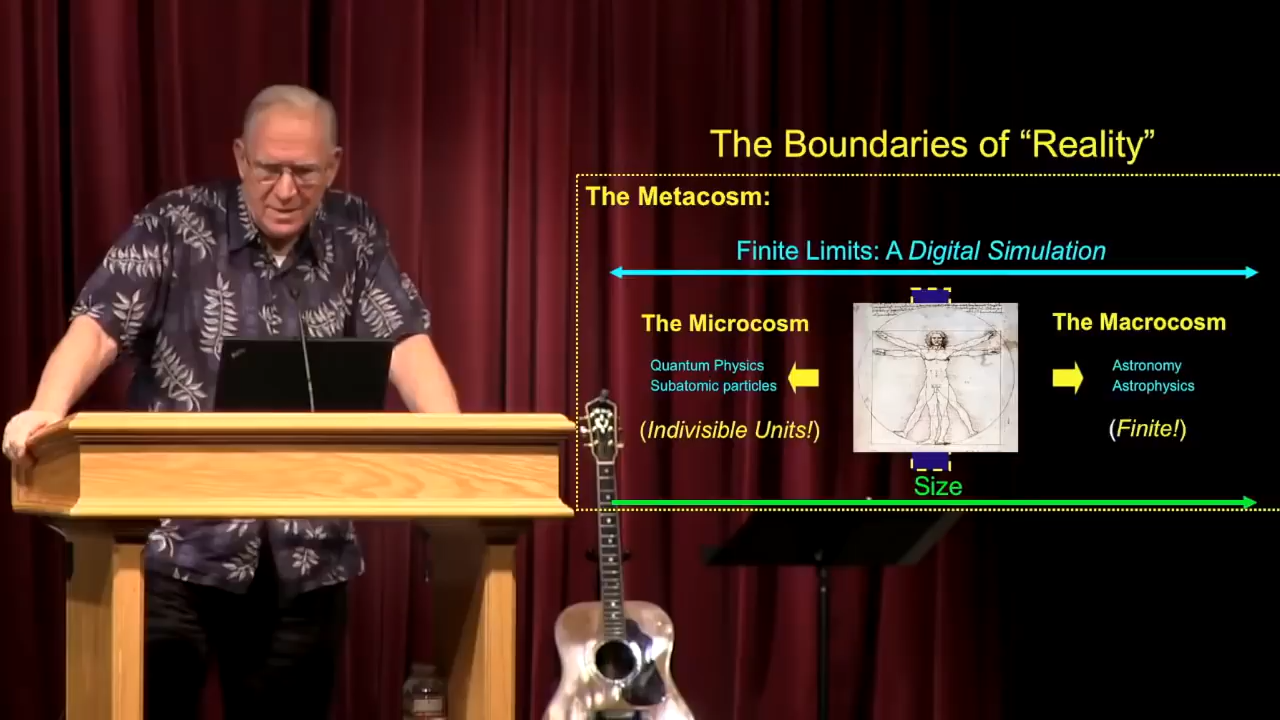 The Boundaries of “Reality”
The Metacosm:
Finite Limits: A Digital Simulation
The Microcosm
The Macrocosm
Quantum Physics
Subatomic particles
Astronomy
Astrophysics
(Indivisible Units!)
(Finite!)
Size